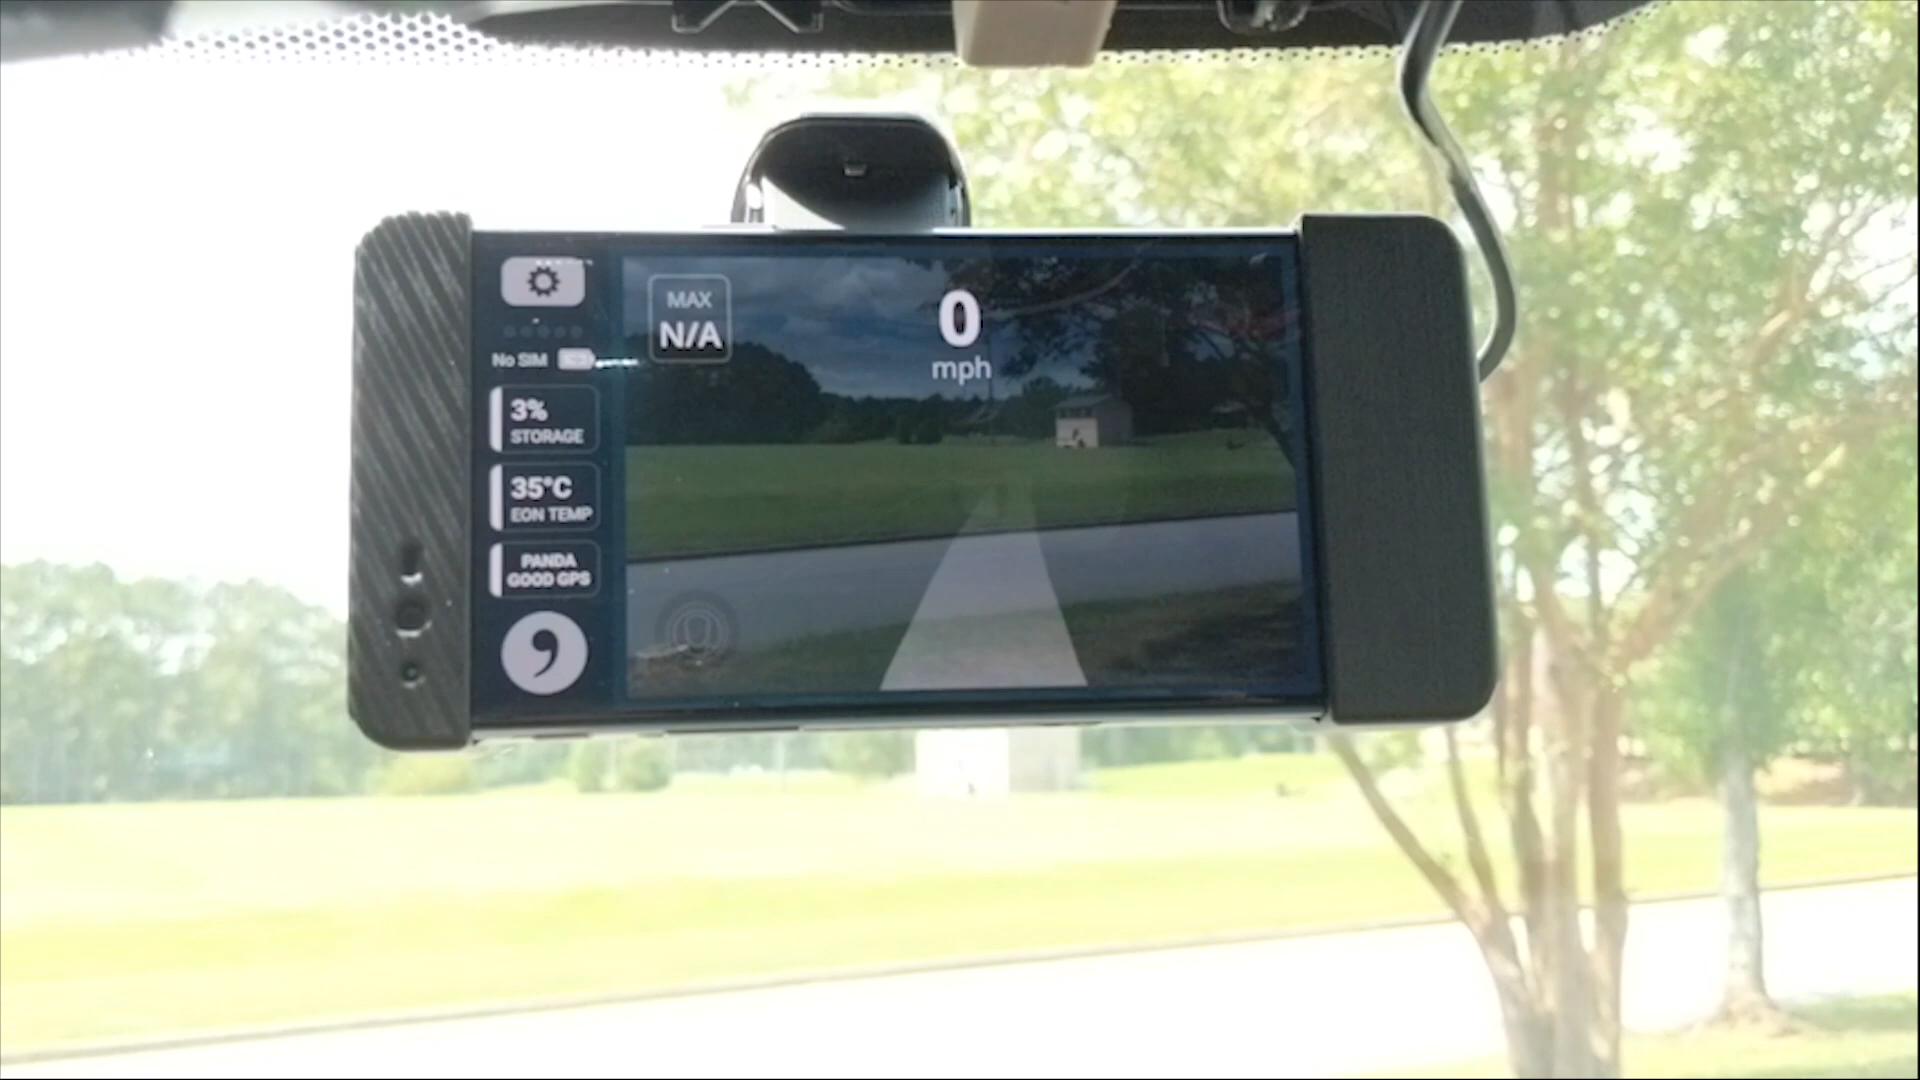 MAX
N/A
0
mph
No SIM
3%
STORAGE
35°C
EON TEMP
PANDA
GOOD GPS